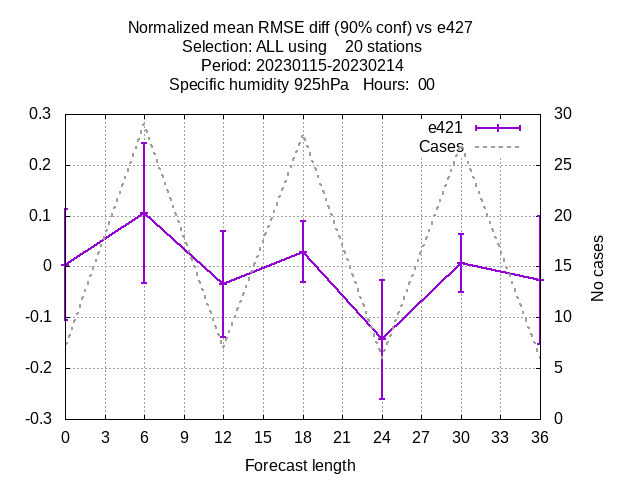 Normalized mean RMSE diff (90% conf) vs e427
Selection: ALL using    20 stations
Period: 20230115-20230214
Specific humidity 925hPa   Hours:  00
0.3
0.2
0.1
0
-0.1
-0.2
-0.3
30
25
20
15
10
5
0
e421
Cases
No cases
0 3 6 9 12 15 18 21 24 27 30 33 36
Forecast length